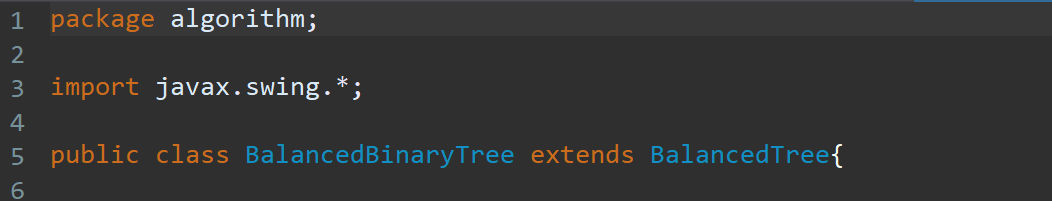 1 package algorithm;
2
3 import javax.swing.*;
4
5 public class BalancedBinaryTree extends BalancedTree{
6